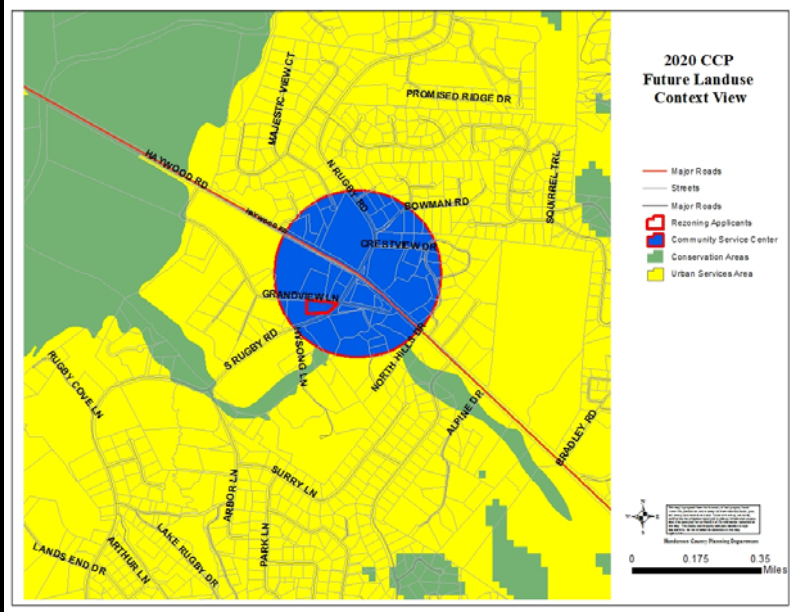 2020 CCP
Future Landuse
Context View
Major Roads
Streets
Major Roads
Rezoning Applicants
Community Service Center
Conservation Areas
Urban Services Area
MAJESTIC VIEW CT
PROMISED RIDGE DR
HAYWOOD RD
N RUGBY RD
BOWMAN RD
SQUIRREL TRL
HAYWOOD RD
CRESTVIEW DR
GRANDVIEW LN
S RUGBY RD
HYSONG LN
NORTH HILLS DR
RUGBY COVE LN
ALPINE DR
BRADLEY RD
SURRY LN
ARBOR LN
PARK LN
LAKE RUGBY DR
ARTHUR LN
LANDS END DR
N
W
E
S
Henderson County Planning Department
0 0.175 0.35
Miles